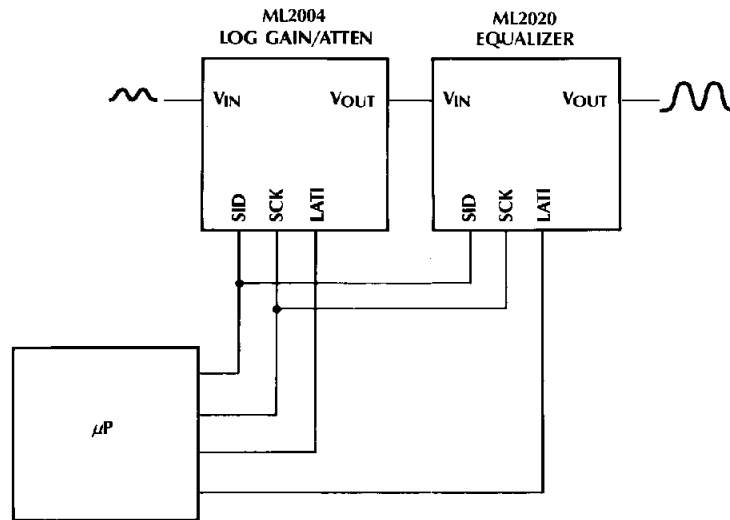 ML2004
LOG GAIN/ATTEN
ML2020
EQUALIZER
VIN
VOUT
VIN
VOUT
SID
SCK
LATI
SID
SCK
LATI
μP